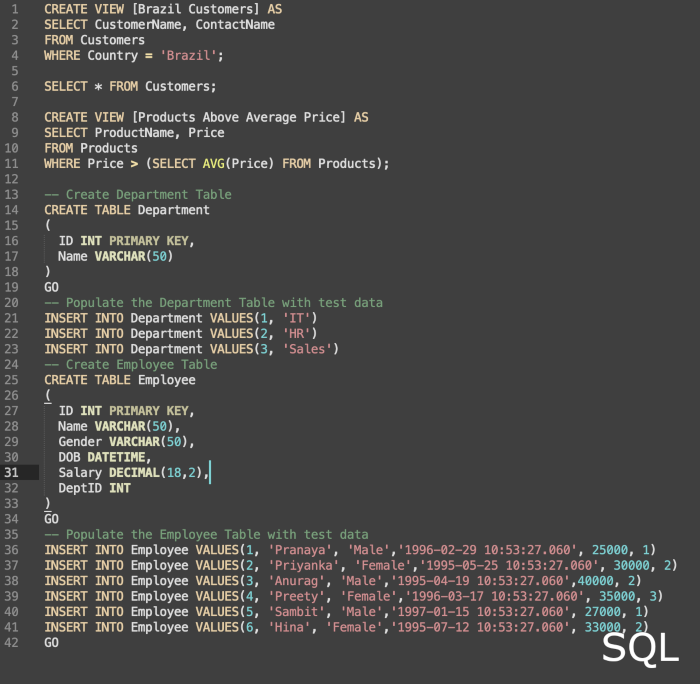 1 CREATE VIEW [Brazil Customers] AS
2 SELECT CustomerName, ContactName
3 FROM Customers
4 WHERE Country = 'Brazil';
5
6 SELECT * FROM Customers;
7
8 CREATE VIEW [Products Above Average Price] AS
9 SELECT ProductName, Price
10 FROM Products
11 WHERE Price > (SELECT AVG(Price) FROM Products);
12
13 -- Create Department Table
14 CREATE TABLE Department
15 (
16 ID INT PRIMARY KEY,
17 Name VARCHAR(50)
18 )
19 GO
20 -- Populate the Department Table with test data
21 INSERT INTO Department VALUES(1, 'IT')
22 INSERT INTO Department VALUES(2, 'HR')
23 INSERT INTO Department VALUES(3, 'Sales')
24 -- Create Employee Table
25 CREATE TABLE Employee
26 (
27 ID INT PRIMARY KEY,
28 Name VARCHAR(50),
29 Gender VARCHAR(50),
30 DOB DATETIME,
31 Salary DECIMAL(18,2),
32 DeptID INT
33 )
34 GO
35 -- Populate the Employee Table with test data
36 INSERT INTO Employee VALUES(1, 'Pranaya', 'Male','1996-02-29 10:53:27.060', 25000, 1)
37 INSERT INTO Employee VALUES(2, 'Priyanka', 'Female','1995-05-25 10:53:27.060', 30000, 2)
38 INSERT INTO Employee VALUES(3, 'Anurag', 'Male','1995-04-19 10:53:27.060',40000, 2)
39 INSERT INTO Employee VALUES(4, 'Preety', 'Female','1996-03-17 10:53:27.060', 35000, 3)
40 INSERT INTO Employee VALUES(5, 'Sambit', 'Male','1997-01-15 10:53:27.060', 27000, 1)
41 INSERT INTO Employee VALUES(6, 'Hina', 'Female','1995-07-12 10:53:27.060', 33000, 2)
42 GO
SQL